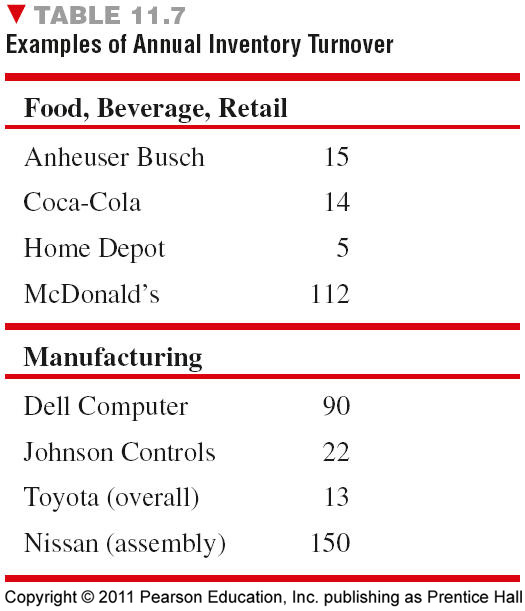 ▼ TABLE 11.7
Examples of Annual Inventory Turnover
Food, Beverage, Retail
Anheuser Busch 15
Coca-Cola 14
Home Depot 5
McDonald’s 112
Manufacturing
Dell Computer 90
Johnson Controls 22
Toyota (overall) 13
Nissan (assembly) 150
Copyright © 2011 Pearson Education, Inc. publishing as Prentice Hall